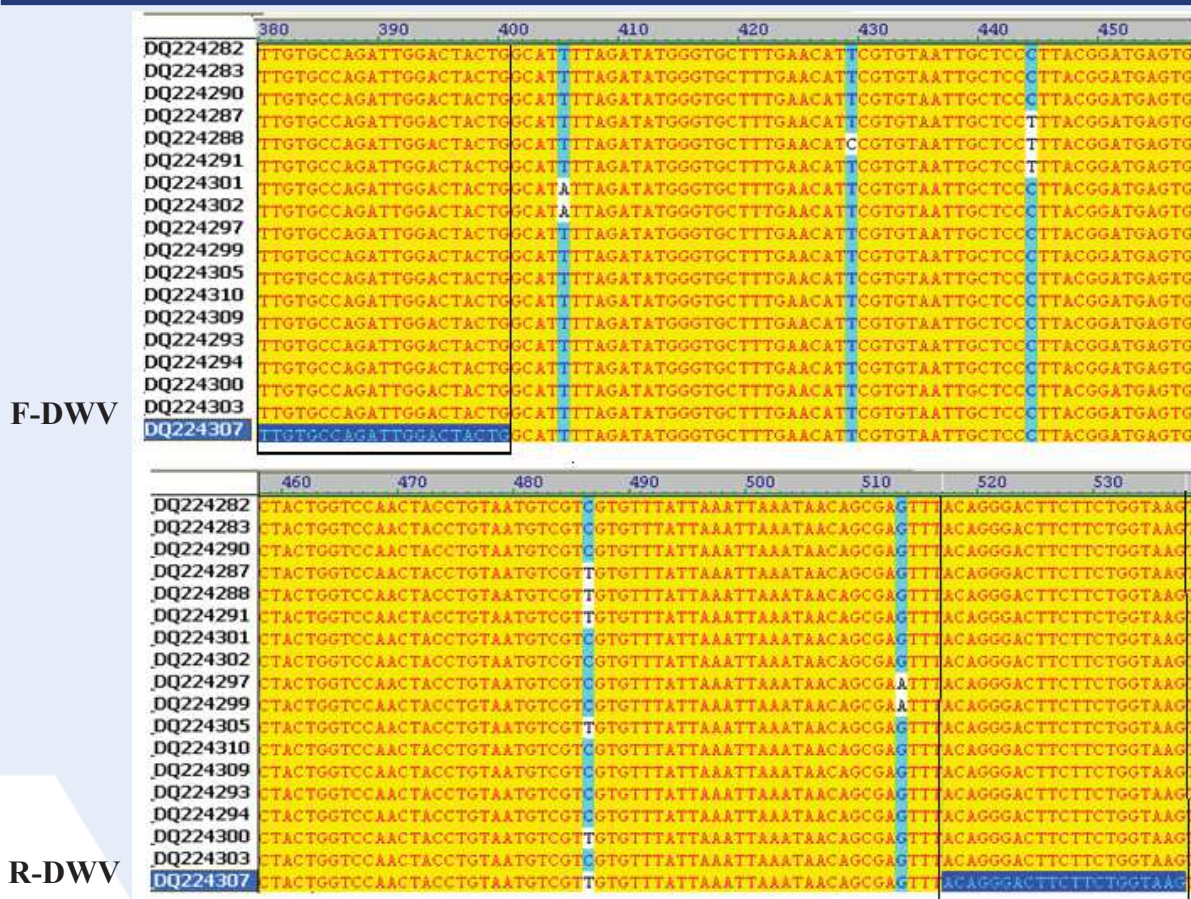 380 390 400 410 420 430 440 450
DQ224282 TTGTGCCAGATTGGACTACTGGCATTTTAGATATGGGTGCTTTGAACATTCGTGTAATTGCTCCCTTACGGATGAGTG
DQ224283 TTGTGCCAGATTGGACTACTGGCATTTTAGATATGGGTGCTTTGAACATTCGTGTAATTGCTCCCTTACGGATGAGTG
DQ224290 TTGTGCCAGATTGGACTACTGGCATTTTAGATATGGGTGCTTTGAACATTCGTGTAATTGCTCCCTTACGGATGAGTG
DQ224287 TTGTGCCAGATTGGACTACTGGCATTTTAGATATGGGTGCTTTGAACATTCGTGTAATTGCTCCTTTACGGATGAGTG
DQ224288 TTGTGCCAGATTGGACTACTGGCATTTTAGATATGGGTGCTTTGAACATCCGTGTAATTGCTCCTTTACGGATGAGTG
DQ224291 TTGTGCCAGATTGGACTACTGGCATTTTAGATATGGGTGCTTTGAACATTCGTGTAATTGCTCCTTTACGGATGAGTG
DQ224301 TTGTGCCAGATTGGACTACTGGCATATTAGATATGGGTGCTTTGAACATTCGTGTAATTGCTCCCTTACGGATGAGTG
DQ224302 TTGTGCCAGATTGGACTACTGGCATATTAGATATGGGTGCTTTGAACATTCGTGTAATTGCTCCCTTACGGATGAGTG
DQ224297 TTGTGCCAGATTGGACTACTGGCATTTTAGATATGGGTGCTTTGAACATTCGTGTAATTGCTCCCTTACGGATGAGTG
DQ224299 TTGTGCCAGATTGGACTACTGGCATTTTAGATATGGGTGCTTTGAACATTCGTGTAATTGCTCCCTTACGGATGAGTG
DQ224305 TTGTGCCAGATTGGACTACTGGCATTTTAGATATGGGTGCTTTGAACATTCGTGTAATTGCTCCCTTACGGATGAGTG
DQ224310 TTGTGCCAGATTGGACTACTGGCATTTTAGATATGGGTGCTTTGAACATTCGTGTAATTGCTCCCTTACGGATGAGTG
DQ224309 TTGTGCCAGATTGGACTACTGGCATTTTAGATATGGGTGCTTTGAACATTCGTGTAATTGCTCCCTTACGGATGAGTG
DQ224293 TTGTGCCAGATTGGACTACTGGCATTTTAGATATGGGTGCTTTGAACATTCGTGTAATTGCTCCCTTACGGATGAGTG
DQ224294 TTGTGCCAGATTGGACTACTGGCATTTTAGATATGGGTGCTTTGAACATTCGTGTAATTGCTCCCTTACGGATGAGTG
DQ224300 TTGTGCCAGATTGGACTACTGGCATTTTAGATATGGGTGCTTTGAACATTCGTGTAATTGCTCCCTTACGGATGAGTG
DQ224303 TTGTGCCAGATTGGACTACTGGCATTTTAGATATGGGTGCTTTGAACATTCGTGTAATTGCTCCCTTACGGATGAGTG
F-DWV
DQ224307 TTGTGCCAGATTGGACTACTGGCATTTTAGATATGGGTGCTTTGAACATTCGTGTAATTGCTCCCTTACGGATGAGTG
460 470 480 490 500 510 520 530
DQ224282 CTACTGGTCCAACTACCTGTAATGTCGTCGTGTTTATTAAATTAAATAACAGCGAGTTTACAGGGACTTCTTCTGGTAAG
DQ224283 CTACTGGTCCAACTACCTGTAATGTCGTCGTGTTTATTAAATTAAATAACAGCGAGTTTACAGGGACTTCTTCTGGTAAG
DQ224290 CTACTGGTCCAACTACCTGTAATGTCGTCGTGTTTATTAAATTAAATAACAGCGAGTTTACAGGGACTTCTTCTGGTAAG
DQ224287 CTACTGGTCCAACTACCTGTAATGTCGTTGTGTTTATTAAATTAAATAACAGCGAGTTTACAGGGACTTCTTCTGGTAAG
DQ224288 CTACTGGTCCAACTACCTGTAATGTCGTTGTGTTTATTAAATTAAATAACAGCGAGTTTACAGGGACTTCTTCTGGTAAG
DQ224291 CTACTGGTCCAACTACCTGTAATGTCGTTGTGTTTATTAAATTAAATAACAGCGAGTTTACAGGGACTTCTTCTGGTAAG
DQ224301 CTACTGGTCCAACTACCTGTAATGTCGTCGTGTTTATTAAATTAAATAACAGCGAGTTTACAGGGACTTCTTCTGGTAAG
DQ224302 CTACTGGTCCAACTACCTGTAATGTCGTCGTGTTTATTAAATTAAATAACAGCGAGTTTACAGGGACTTCTTCTGGTAAG
DQ224297 CTACTGGTCCAACTACCTGTAATGTCGTCGTGTTTATTAAATTAAATAACAGCGAATTTACAGGGACTTCTTCTGGTAAG
DQ224299 CTACTGGTCCAACTACCTGTAATGTCGTCGTGTTTATTAAATTAAATAACAGCGAATTTACAGGGACTTCTTCTGGTAAG
DQ224305 CTACTGGTCCAACTACCTGTAATGTCGTTGTGTTTATTAAATTAAATAACAGCGAGTTTACAGGGACTTCTTCTGGTAAG
DQ224310 CTACTGGTCCAACTACCTGTAATGTCGTCGTGTTTATTAAATTAAATAACAGCGAGTTTACAGGGACTTCTTCTGGTAAG
DQ224309 CTACTGGTCCAACTACCTGTAATGTCGTCGTGTTTATTAAATTAAATAACAGCGAGTTTACAGGGACTTCTTCTGGTAAG
DQ224293 CTACTGGTCCAACTACCTGTAATGTCGTCGTGTTTATTAAATTAAATAACAGCGAGTTTACAGGGACTTCTTCTGGTAAG
DQ224294 CTACTGGTCCAACTACCTGTAATGTCGTCGTGTTTATTAAATTAAATAACAGCGAGTTTACAGGGACTTCTTCTGGTAAG
DQ224300 CTACTGGTCCAACTACCTGTAATGTCGTTGTGTTTATTAAATTAAATAACAGCGAGTTTACAGGGACTTCTTCTGGTAAG
DQ224303 CTACTGGTCCAACTACCTGTAATGTCGTCGTGTTTATTAAATTAAATAACAGCGAGTTTACAGGGACTTCTTCTGGTAAG
R-DWV
DQ224307 CTACTGGTCCAACTACCTGTAATGTCGTTGTGTTTATTAAATTAAATAACAGCGAGTTTACAGGGACTTCTTCTGGTAAG